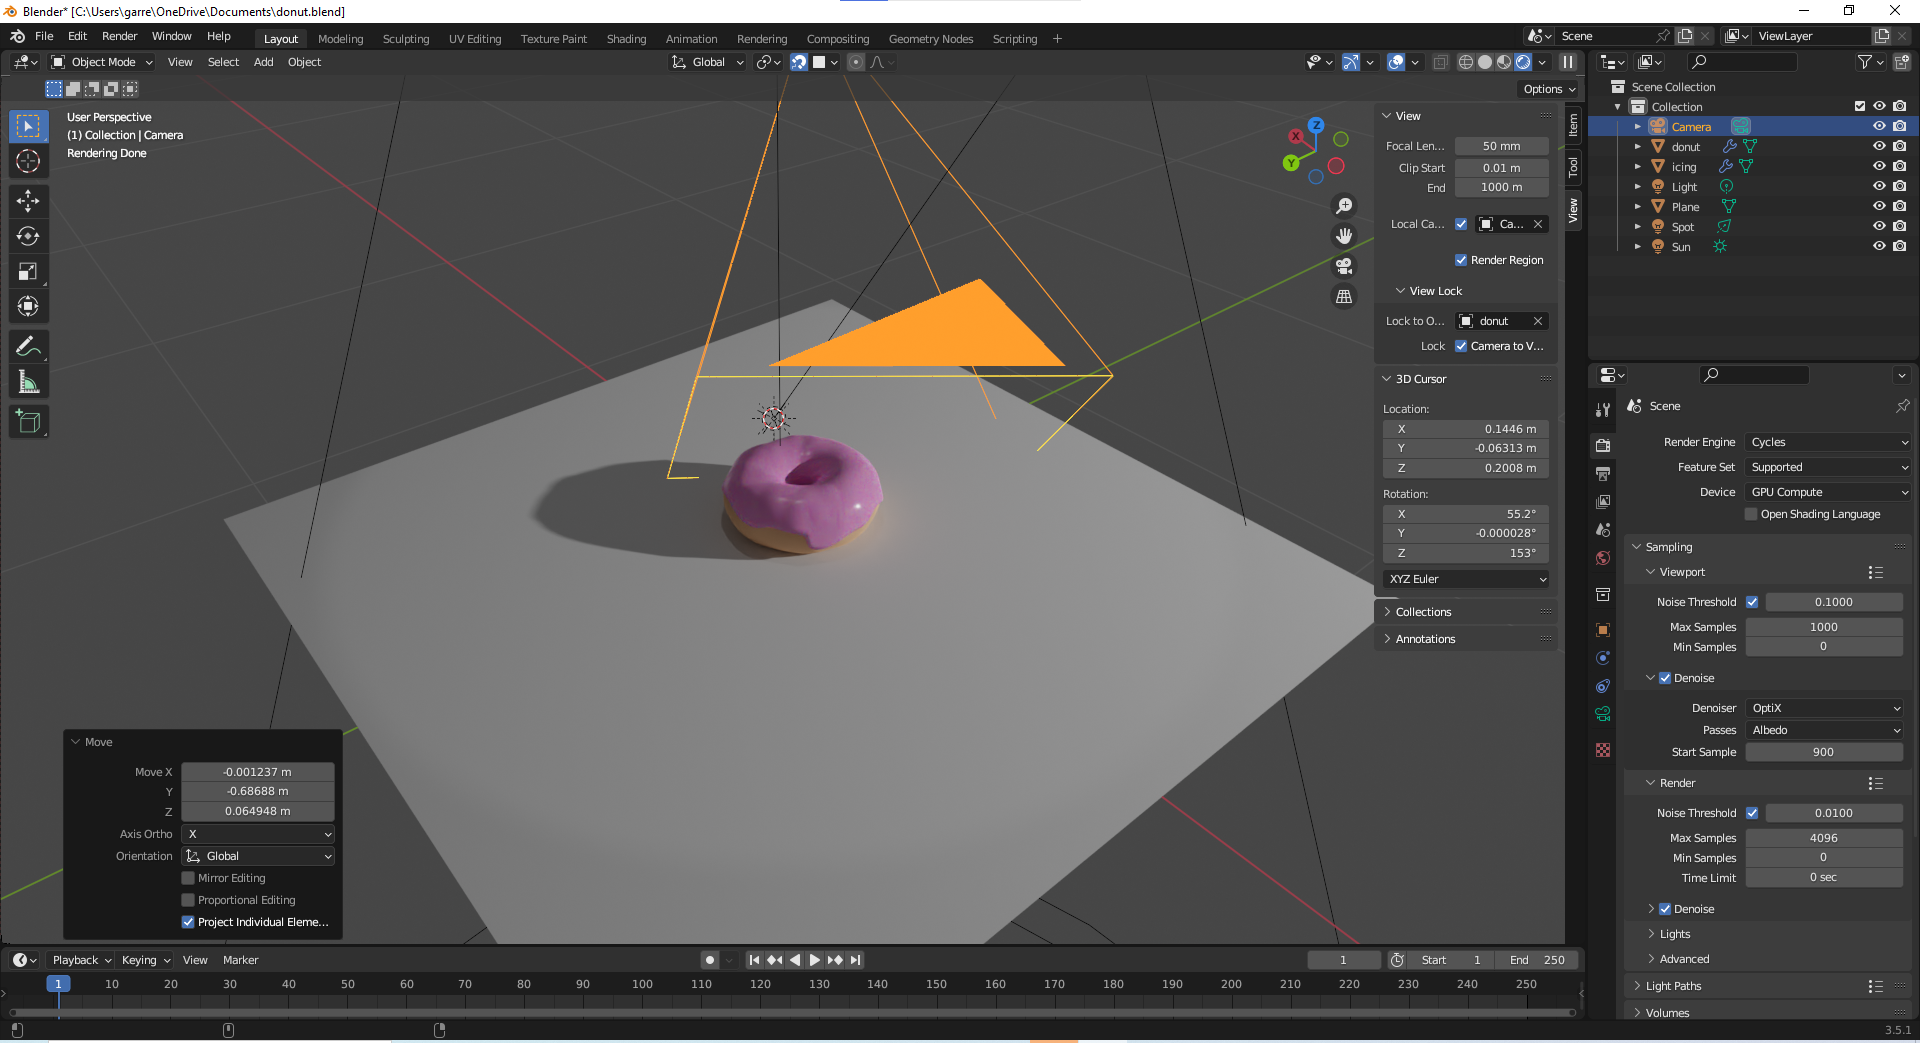 Blender* [C:\Users\garre\OneDrive\Documents\donut.blend]
File Edit Render Window Help Layout Modeling Sculpting UV Editing Texture Paint Shading Animation Rendering Compositing Geometry Nodes Scripting + Scene ViewLayer
Object Mode View Select Add Object Global
Options
User Perspective
(1) Collection | Camera
Rendering Done
X
Y
Z
View
Focal Len... 50 mm
Clip Start 0.01 m
End 1000 m
Local Ca... Ca...
Render Region
View Lock
Lock to O... donut
Lock Camera to V...
3D Cursor
Location:
X 0.1446 m
Y -0.06313 m
Z 0.2008 m
Rotation:
X 55.2°
Y -0.000028°
Z 153°
XYZ Euler
Collections
Annotations
Item
Tool
View
Scene Collection
Collection
Camera
donut
icing
Light
Plane
Spot
Sun
Scene
Render Engine Cycles
Feature Set Supported
Device GPU Compute
Open Shading Language
Sampling
Viewport
Noise Threshold 0.1000
Max Samples 1000
Min Samples 0
Denoise
Denoiser OptiX
Passes Albedo
Start Sample 900
Render
Noise Threshold 0.0100
Max Samples 4096
Min Samples 0
Time Limit 0 sec
Denoise
Lights
Advanced
Light Paths
Volumes
Move
Move X -0.001237 m
Y -0.68688 m
Z 0.064948 m
Axis Ortho X
Orientation Global
Mirror Editing
Proportional Editing
Project Individual Eleme...
Playback Keying View Marker 1 Start 1 End 250
1 10 20 30 40 50 60 70 80 90 100 110 120 130 140 150 160 170 180 190 200 210 220 230 240 250
3.5.1